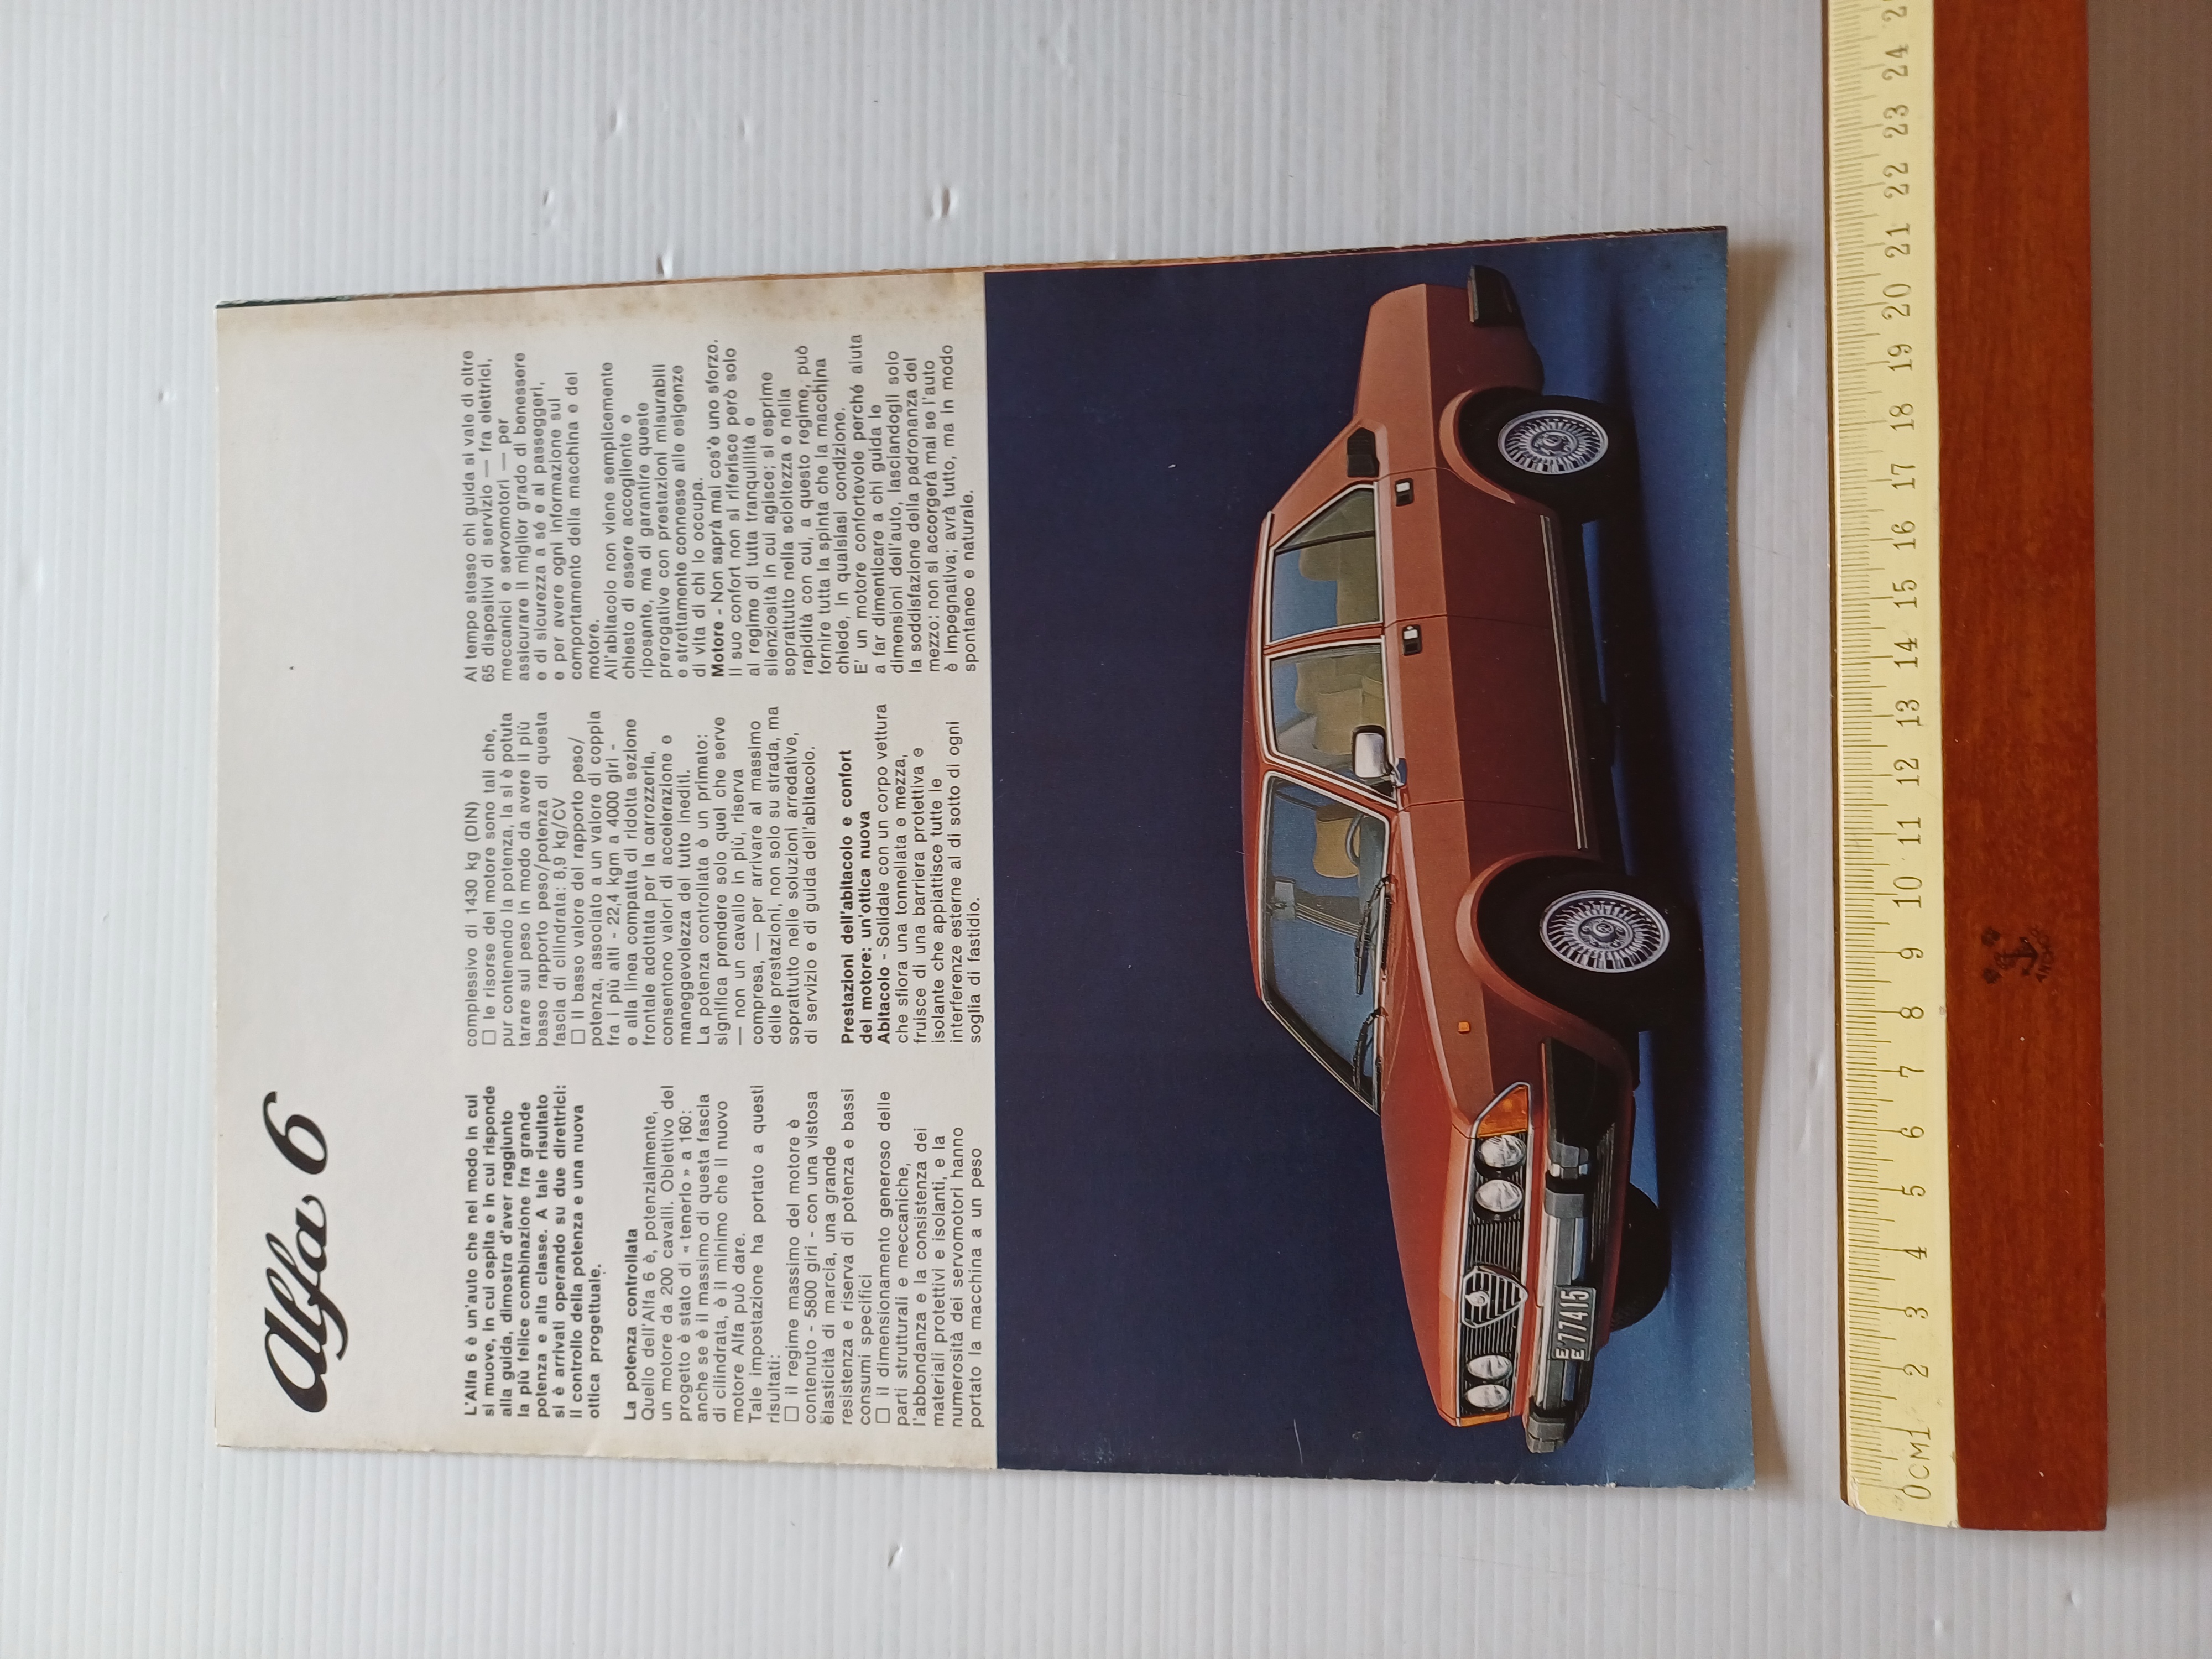 Alfa 6
L'Alfa 6 è un'auto che nel modo in cui
si muove, in cui ospita e in cui risponde
alla guida, dimostra d'aver raggiunto
la più felice combinazione fra grande
potenza e alta classe. A tale risultato
si è arrivati operando su due direttrici:
il controllo della potenza e una nuova
ottica progettuale.
La potenza controllata
Quello dell'Alfa 6 è, potenzialmente,
un motore da 200 cavalli. Obiettivo del
progetto è stato di « tenerlo » a 160:
anche se è il massimo di questa fascia
di cilindrata, è il minimo che il nuovo
motore Alfa può dare.
Tale impostazione ha portato a questi
risultati:
□ il regime massimo del motore è
contenuto - 5800 giri - con una vistosa
elasticità di marcia, una grande
resistenza e riserva di potenza e bassi
consumi specifici
□ il dimensionamento generoso delle
parti strutturali e meccaniche,
l'abbondanza e la consistenza dei
materiali protettivi e isolanti, e la
numerosità dei servomotori hanno
portato la macchina a un peso
complessivo di 1430 kg (DIN)
□ le risorse del motore sono tali che,
pur contenendo la potenza, la si è potuta
tarare sul peso in modo da avere il più
basso rapporto peso/potenza di questa
fascia di cilindrata: 8,9 kg/CV
□ il basso valore del rapporto peso/
potenza, associato a un valore di coppia
fra i più alti - 22,4 kgm a 4000 giri -
e alla linea compatta di ridotta sezione
frontale adottata per la carrozzeria,
consentono valori di accelerazione e
maneggevolezza del tutto inediti.
La potenza controllata è un primato:
significa prendere solo quel che serve
— non un cavallo in più, riserva
compresa, — per arrivare al massimo
delle prestazioni, non solo su strada, ma
soprattutto nelle soluzioni arredative,
di servizio e di guida dell'abitacolo.
Prestazioni dell'abitacolo e confort
del motore: un'ottica nuova
Abitacolo - Solidale con un corpo vettura
che sfiora una tonnellata e mezza,
fruisce di una barriera protettiva e
isolante che appiattisce tutte le
interferenze esterne al di sotto di ogni
soglia di fastidio.
Al tempo stesso chi guida si vale di oltre
65 dispositivi di servizio — fra elettrici,
meccanici e servomotori — per
assicurare il miglior grado di benessere
e di sicurezza a sé e ai passeggeri,
e per avere ogni informazione sul
comportamento della macchina e del
motore.
All'abitacolo non viene semplicemente
chiesto di essere accogliente e
riposante, ma di garantire queste
prerogative con prestazioni misurabili
e strettamente connesse alle esigenze
di vita di chi lo occupa.
Motore - Non saprà mai cos'è uno sforzo.
Il suo confort non si riferisce però solo
al regime di tutta tranquillità e
silenziosità in cui agisce; si esprime
soprattutto nella scioltezza e nella
rapidità con cui, a questo regime, può
fornire tutta la spinta che la macchina
chiede, in qualsiasi condizione.
E' un motore confortevole perché aiuta
a far dimenticare a chi guida le
dimensioni dell'auto, lasciandogli solo
la soddisfazione della padronanza del
mezzo: non si accorgerà mai se l'auto
è impegnativa; avrà tutto, ma in modo
spontaneo e naturale.
EE77415
0CM1 2 3 4 5 6 7 8 9 10 11 12 13 14 15 16 17 18 19 20 21 22 23 24